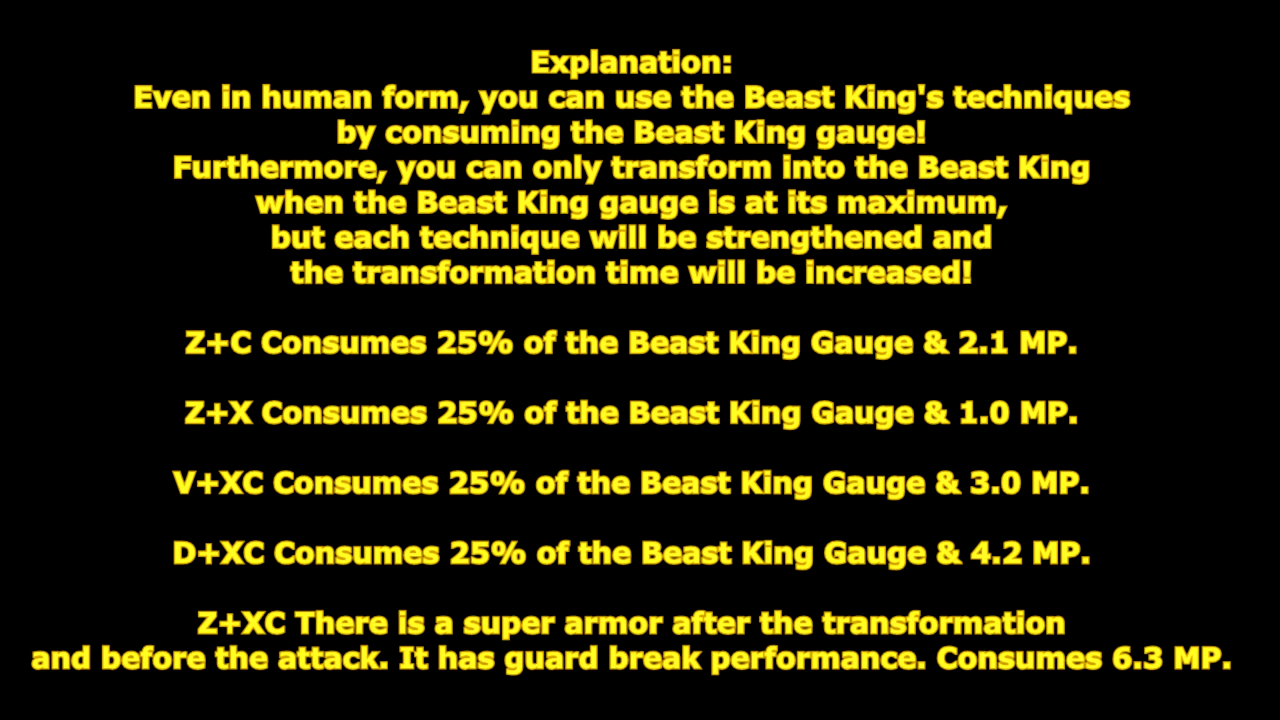 Explanation:
Even in human form, you can use the Beast King's techniques
by consuming the Beast King gauge!
Furthermore, you can only transform into the Beast King
when the Beast King gauge is at its maximum,
but each technique will be strengthened and
the transformation time will be increased!
Z+C Consumes 25% of the Beast King Gauge & 2.1 MP.
Z+X Consumes 25% of the Beast King Gauge & 1.0 MP.
V+XC Consumes 25% of the Beast King Gauge & 3.0 MP.
D+XC Consumes 25% of the Beast King Gauge & 4.2 MP.
Z+XC There is a super armor after the transformation
and before the attack. It has guard break performance. Consumes 6.3 MP.